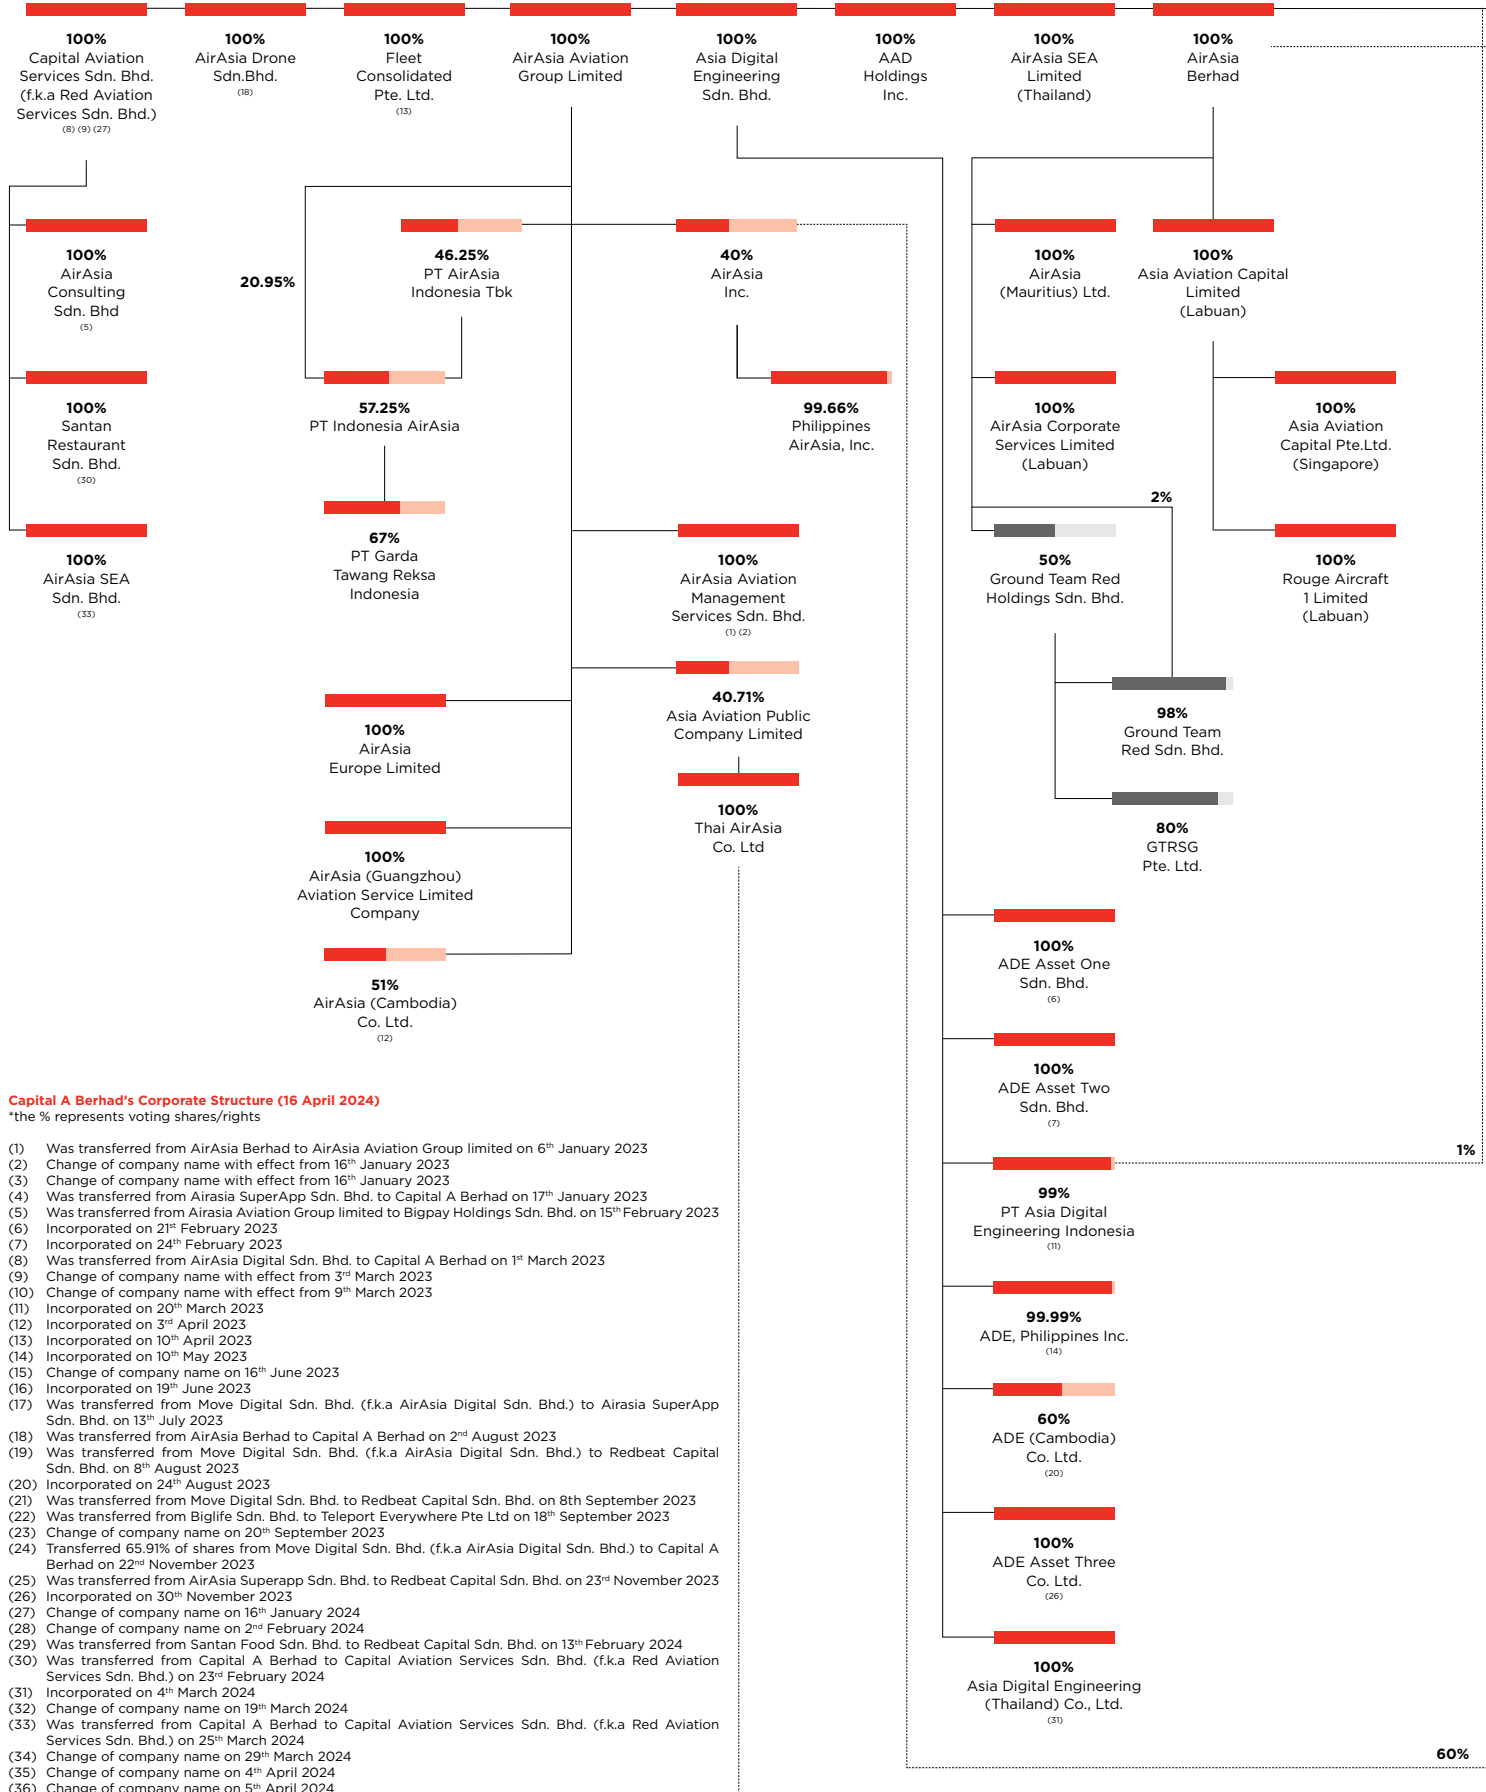 100%
Capital Aviation
Services Sdn. Bhd.
(f.k.a Red Aviation
Services Sdn. Bhd.)
(8) (9) (27)
100%
AirAsia Drone
Sdn.Bhd.
(18)
100%
Fleet
Consolidated
Pte. Ltd.
(13)
100%
AirAsia Aviation
Group Limited
100%
Asia Digital
Engineering
Sdn. Bhd.
100%
AAD
Holdings
Inc.
100%
AirAsia SEA
Limited
(Thailand)
100%
AirAsia
Berhad
100%
AirAsia
Consulting
Sdn. Bhd
(5)
20.95%
46.25%
PT AirAsia
Indonesia Tbk
40%
AirAsia
Inc.
100%
AirAsia
(Mauritius) Ltd.
100%
Asia Aviation Capital
Limited
(Labuan)
100%
Santan
Restaurant
Sdn. Bhd.
(30)
57.25%
PT Indonesia AirAsia
99.66%
Philippines
AirAsia, Inc.
100%
AirAsia Corporate
Services Limited
(Labuan)
100%
Asia Aviation
Capital Pte.Ltd.
(Singapore)
2%
100%
AirAsia SEA
Sdn. Bhd.
(33)
67%
PT Garda
Tawang Reksa
Indonesia
100%
AirAsia Aviation
Management
Services Sdn. Bhd.
(1) (2)
50%
Ground Team Red
Holdings Sdn. Bhd.
100%
Rouge Aircraft
1 Limited
(Labuan)
100%
AirAsia
Europe Limited
40.71%
Asia Aviation Public
Company Limited
98%
Ground Team
Red Sdn. Bhd.
100%
Thai AirAsia
Co. Ltd
80%
GTRSG
Pte. Ltd.
100%
AirAsia (Guangzhou)
Aviation Service Limited
Company
51%
AirAsia (Cambodia)
Co. Ltd.
(12)
100%
ADE Asset One
Sdn. Bhd.
(6)
100%
ADE Asset Two
Sdn. Bhd.
(7)
1%
99%
PT Asia Digital
Engineering Indonesia
(11)
99.99%
ADE, Philippines Inc.
(14)
60%
ADE (Cambodia)
Co. Ltd.
(20)
100%
ADE Asset Three
Co. Ltd.
(26)
100%
Asia Digital Engineering
(Thailand) Co., Ltd.
(31)
60%
Capital A Berhad's Corporate Structure (16 April 2024)
*the % represents voting shares/rights
(1) Was transferred from AirAsia Berhad to AirAsia Aviation Group limited on 6th January 2023
(2) Change of company name with effect from 16th January 2023
(3) Change of company name with effect from 16th January 2023
(4) Was transferred from Airasia SuperApp Sdn. Bhd. to Capital A Berhad on 17th January 2023
(5) Was transferred from Airasia Aviation Group limited to Bigpay Holdings Sdn. Bhd. on 15th February 2023
(6) Incorporated on 21st February 2023
(7) Incorporated on 24th February 2023
(8) Was transferred from AirAsia Digital Sdn. Bhd. to Capital A Berhad on 1st March 2023
(9) Change of company name with effect from 3rd March 2023
(10) Change of company name with effect from 9th March 2023
(11) Incorporated on 20th March 2023
(12) Incorporated on 3rd April 2023
(13) Incorporated on 10th April 2023
(14) Incorporated on 10th May 2023
(15) Change of company name on 16th June 2023
(16) Incorporated on 19th June 2023
(17) Was transferred from Move Digital Sdn. Bhd. (f.k.a AirAsia Digital Sdn. Bhd.) to Airasia SuperApp
Sdn. Bhd. on 13th July 2023
(18) Was transferred from AirAsia Berhad to Capital A Berhad on 2nd August 2023
(19) Was transferred from Move Digital Sdn. Bhd. (f.k.a AirAsia Digital Sdn. Bhd.) to Redbeat Capital
Sdn. Bhd. on 8th August 2023
(20) Incorporated on 24th August 2023
(21) Was transferred from Move Digital Sdn. Bhd. to Redbeat Capital Sdn. Bhd. on 8th September 2023
(22) Was transferred from Biglife Sdn. Bhd. to Teleport Everywhere Pte Ltd on 18th September 2023
(23) Change of company name on 20th September 2023
(24) Transferred 65.91% of shares from Move Digital Sdn. Bhd. (f.k.a AirAsia Digital Sdn. Bhd.) to Capital A
Berhad on 22nd November 2023
(25) Was transferred from AirAsia Superapp Sdn. Bhd. to Redbeat Capital Sdn. Bhd. on 23rd November 2023
(26) Incorporated on 30th November 2023
(27) Change of company name on 16th January 2024
(28) Change of company name on 2nd February 2024
(29) Was transferred from Santan Food Sdn. Bhd. to Redbeat Capital Sdn. Bhd. on 13th February 2024
(30) Was transferred from Capital A Berhad to Capital Aviation Services Sdn. Bhd. (f.k.a Red Aviation
Services Sdn. Bhd.) on 23rd February 2024
(31) Incorporated on 4th March 2024
(32) Change of company name on 19th March 2024
(33) Was transferred from Capital A Berhad to Capital Aviation Services Sdn. Bhd. (f.k.a Red Aviation
Services Sdn. Bhd.) on 25th March 2024
(34) Change of company name on 29th March 2024
(35) Change of company name on 4th April 2024
(36) Change of company name on 5th April 2024